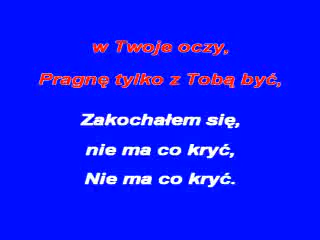 w Twoje oczy,
Pragnę tylko z Tobą być,
Zakochałem się,
nie ma co kryć,
Nie ma co kryć.